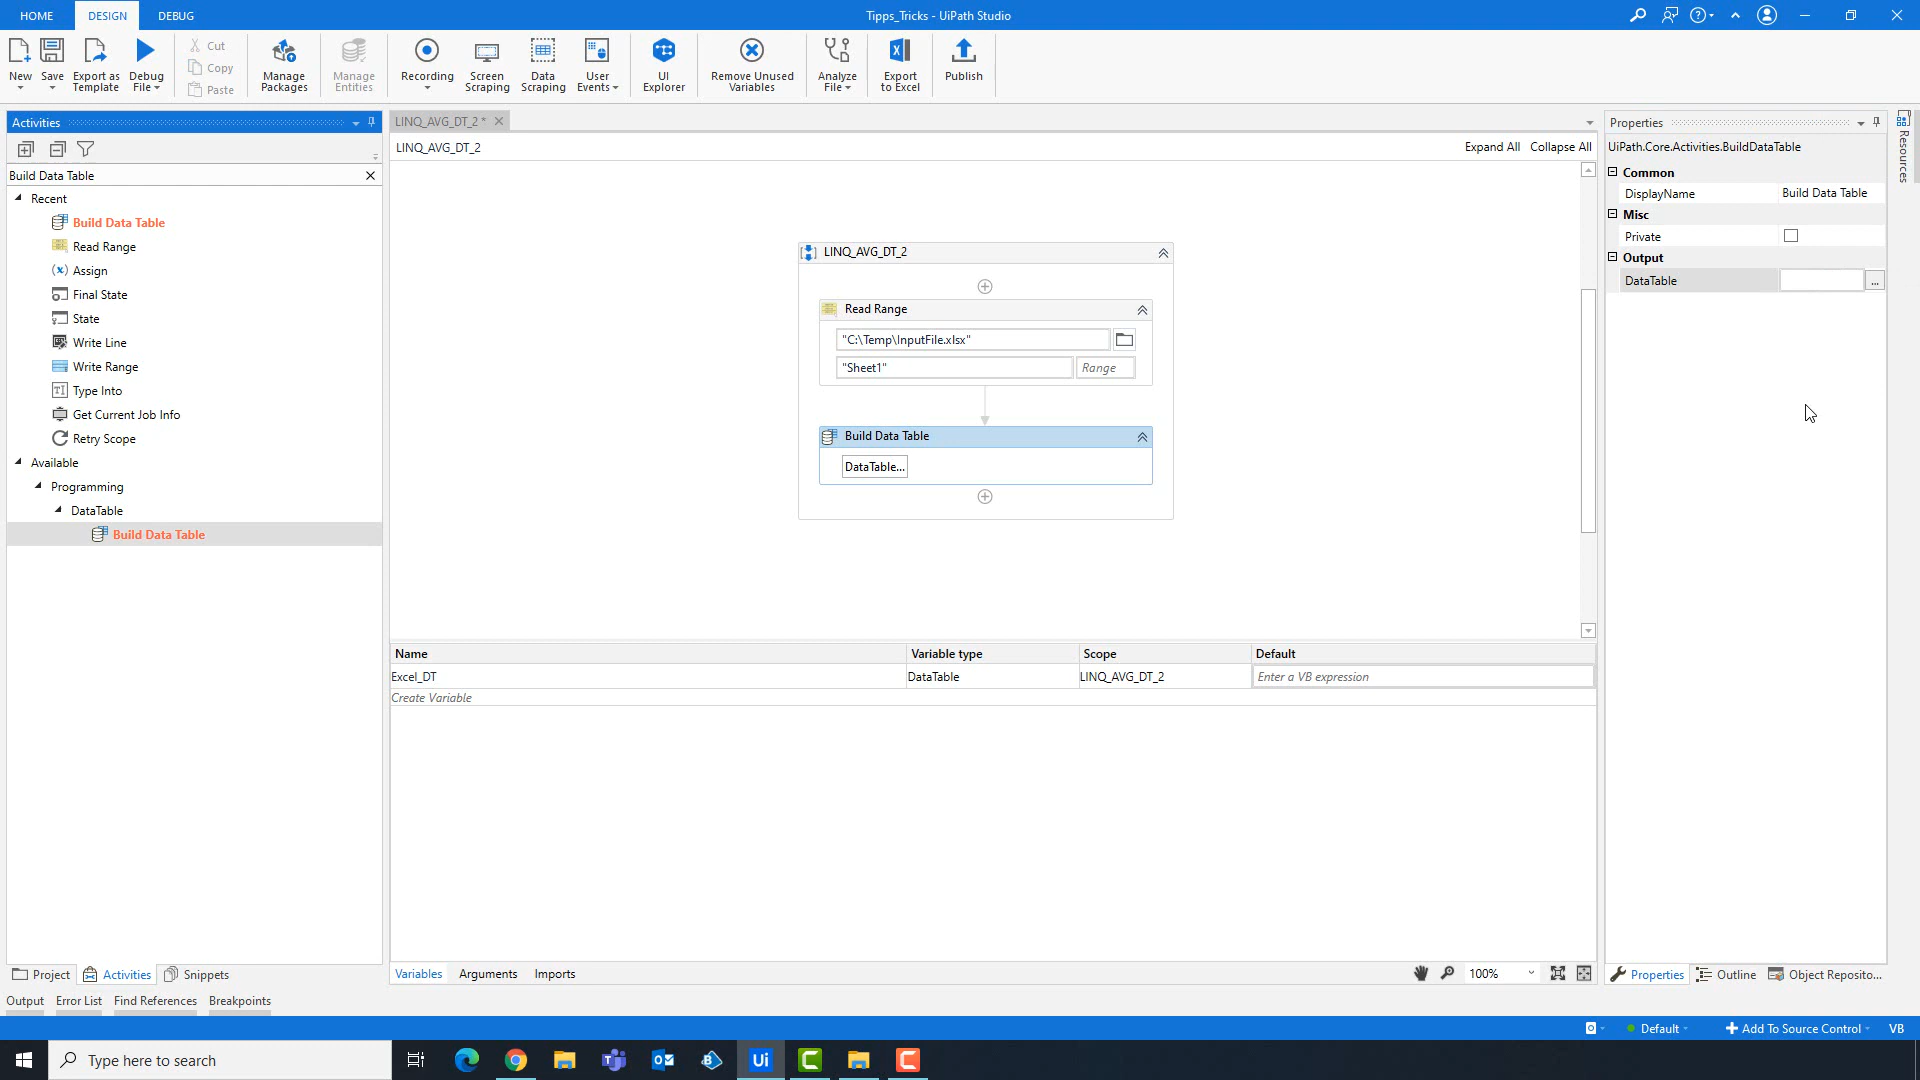 HOME
DESIGN
DEBUG
Tipps_Tricks - UiPath Studio
New
Save
Export as Template
Debug File
Cut
Copy
Paste
Manage Packages
Manage Entities
Recording
Screen Scraping
Data Scraping
User Events
UI Explorer
Remove Unused Variables
Analyze File
Export to Excel
Publish
Activities
Build Data Table
Recent
Build Data Table
Read Range
Assign
Final State
State
Write Line
Write Range
Type Into
Get Current Job Info
Retry Scope
Available
Programming
DataTable
Build Data Table
Project
Activities
Snippets
LINQ_AVG_DT_2 *
LINQ_AVG_DT_2
Expand All
Collapse All
LINQ_AVG_DT_2
Read Range
"C:\Temp\InputFile.xlsx"
"Sheet1"
Range
Build Data Table
DataTable...
Name
Variable type
Scope
Default
Excel_DT
DataTable
LINQ_AVG_DT_2
Enter a VB expression
Create Variable
Variables
Arguments
Imports
100%
Properties
UiPath.Core.Activities.BuildDataTable
Common
DisplayName
Build Data Table
Misc
Private
Output
DataTable
...
Resources
Properties
Outline
Object Reposito...
Output
Error List
Find References
Breakpoints
Default
Add To Source Control
VB
Type here to search
Ui